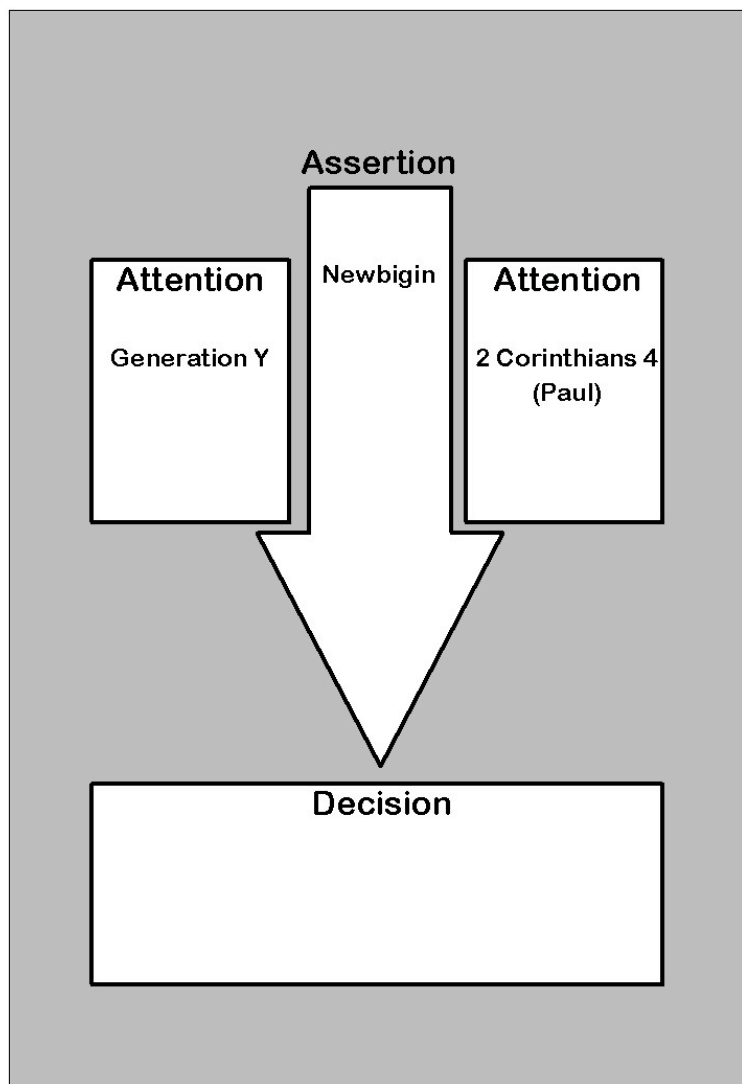 Assertion
Newbigin
Attention
Generation Y
Attention
2 Corinthians 4
(Paul)
Decision